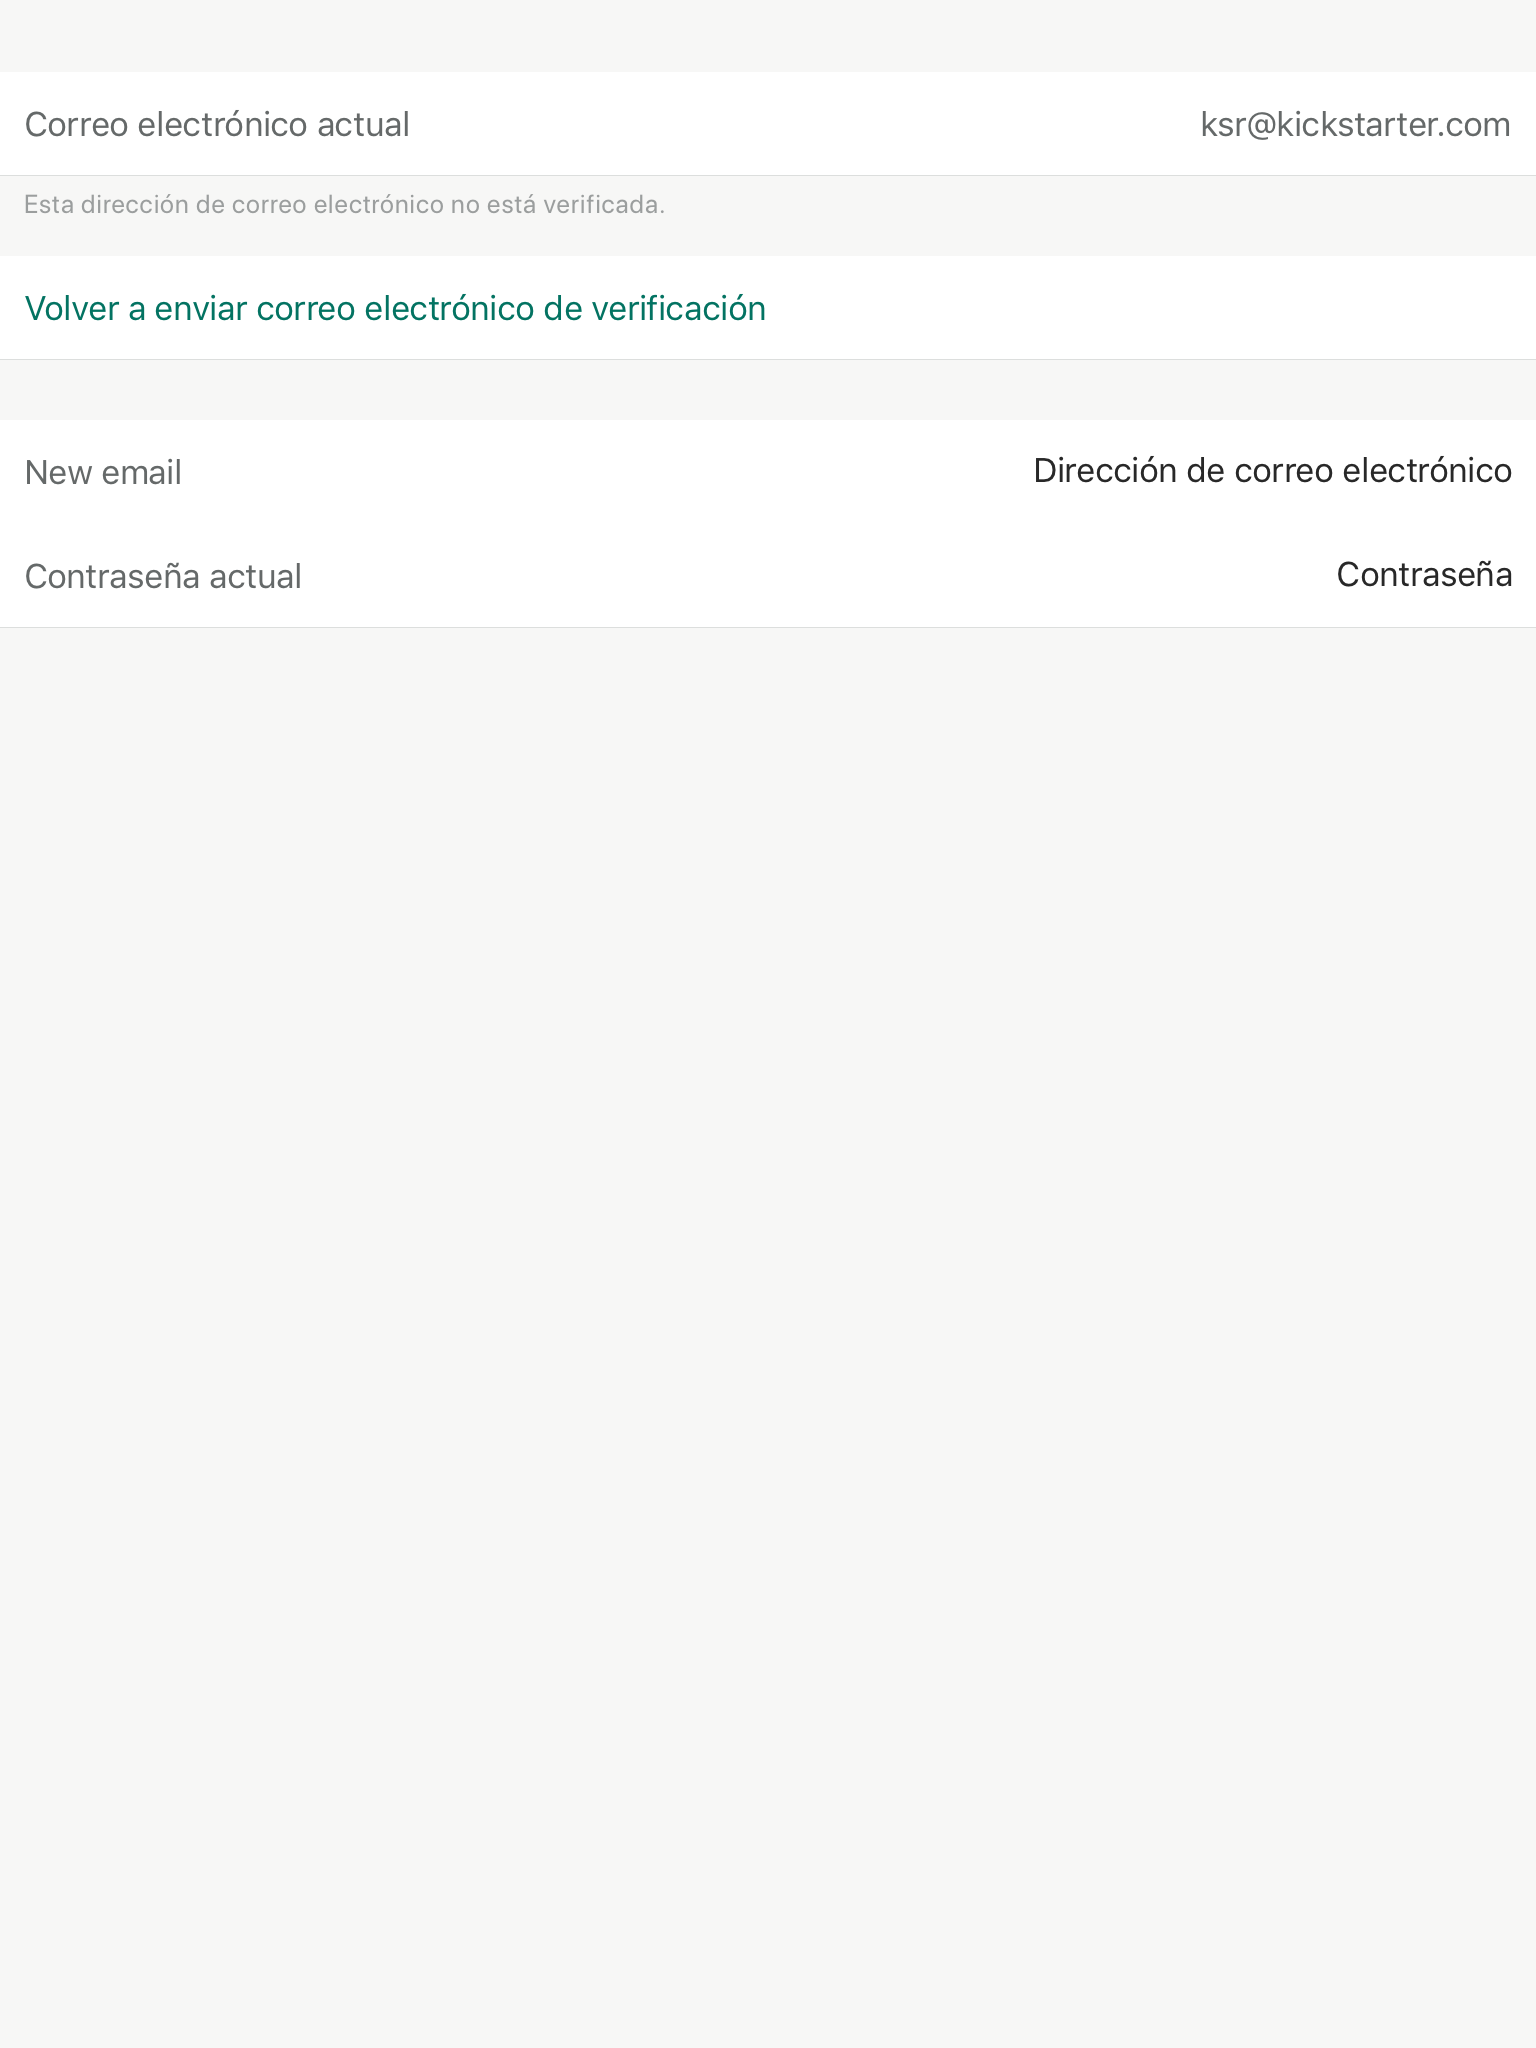 Correo electrónico actual ksr@kickstarter.com
Esta dirección de correo electrónico no está verificada.
Volver a enviar correo electrónico de verificación
New email Dirección de correo electrónico
Contraseña actual Contraseña